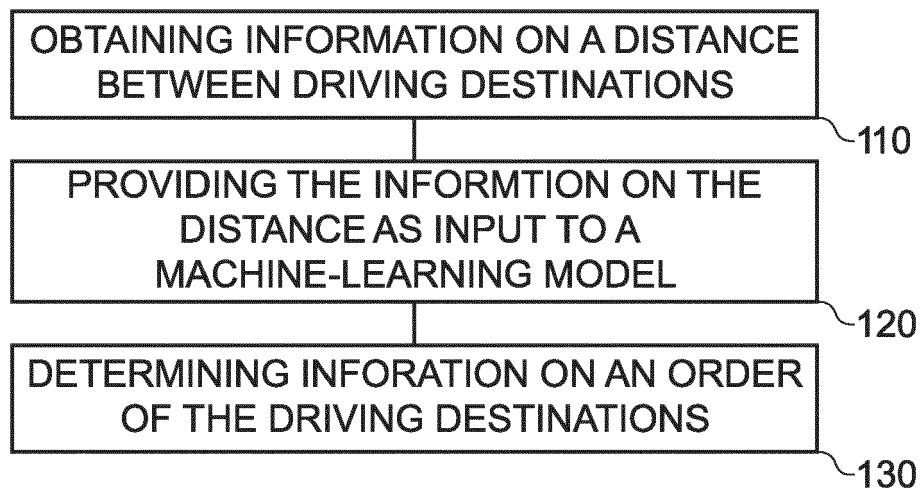 OBTAINING INFORMATION ON A DISTANCE
BETWEEN DRIVING DESTINATIONS
110
PROVIDING THE INFORMTION ON THE
DISTANCE AS INPUT TO A
MACHINE-LEARNING MODEL
120
DETERMINING INFORATION ON AN ORDER
OF THE DRIVING DESTINATIONS
130